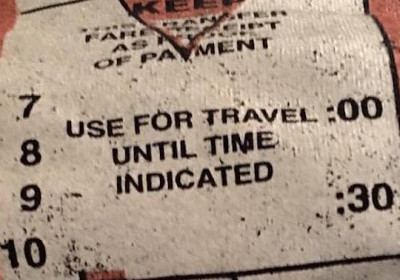 KEEP
TRANSFER
FARE RECEIPT
AS
OF PAYMENT
7
USE FOR TRAVEL :00
8 UNTIL TIME
9 INDICATED
:30
10